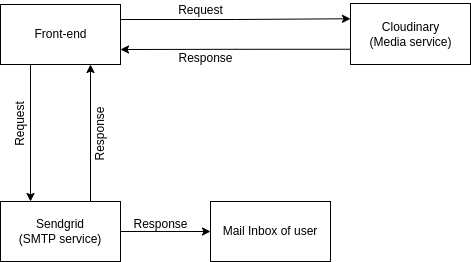 Request
Front-end
Cloudinary
(Media service)
Response
Request
Response
Sendgrid
(SMTP service)
Response
Mail Inbox of user